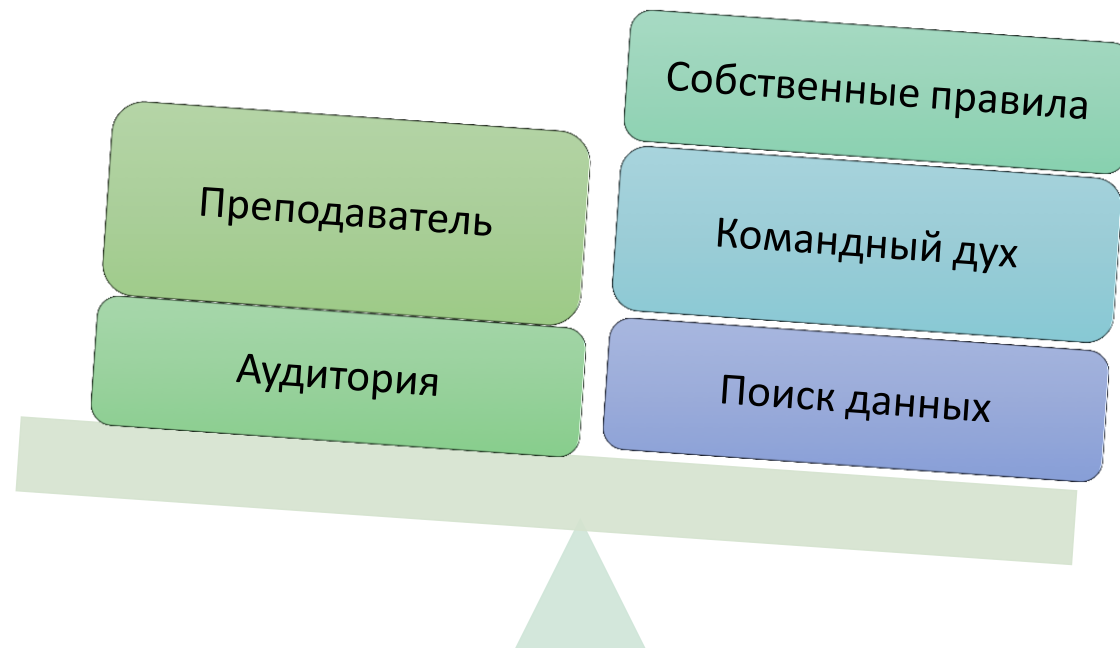 Преподаватель
Аудитория
Собственные правила
Командный дух
Поиск данных